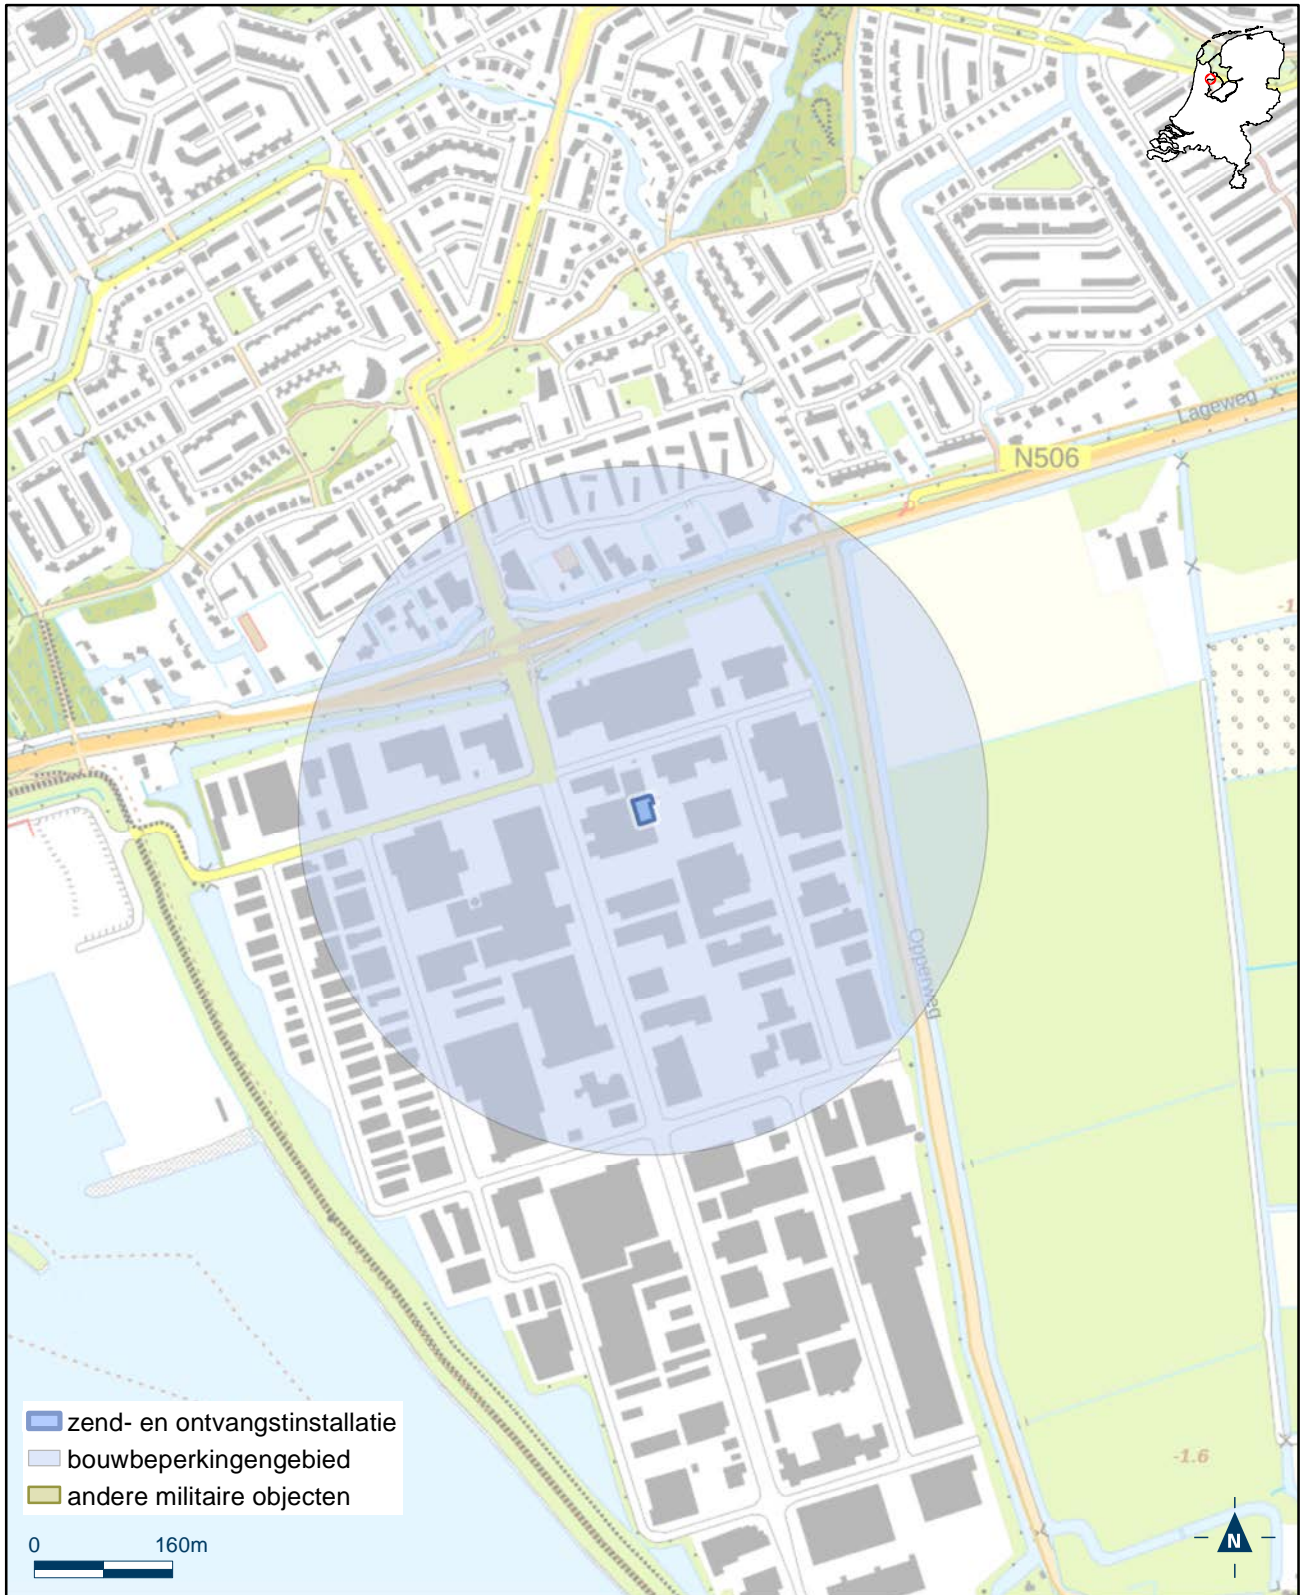 Lageweg
N506
-1
Opperweg
-1.6
zend- en ontvangstinstallatie
bouwbeperkingengebied
andere militaire objecten
0 160m
N